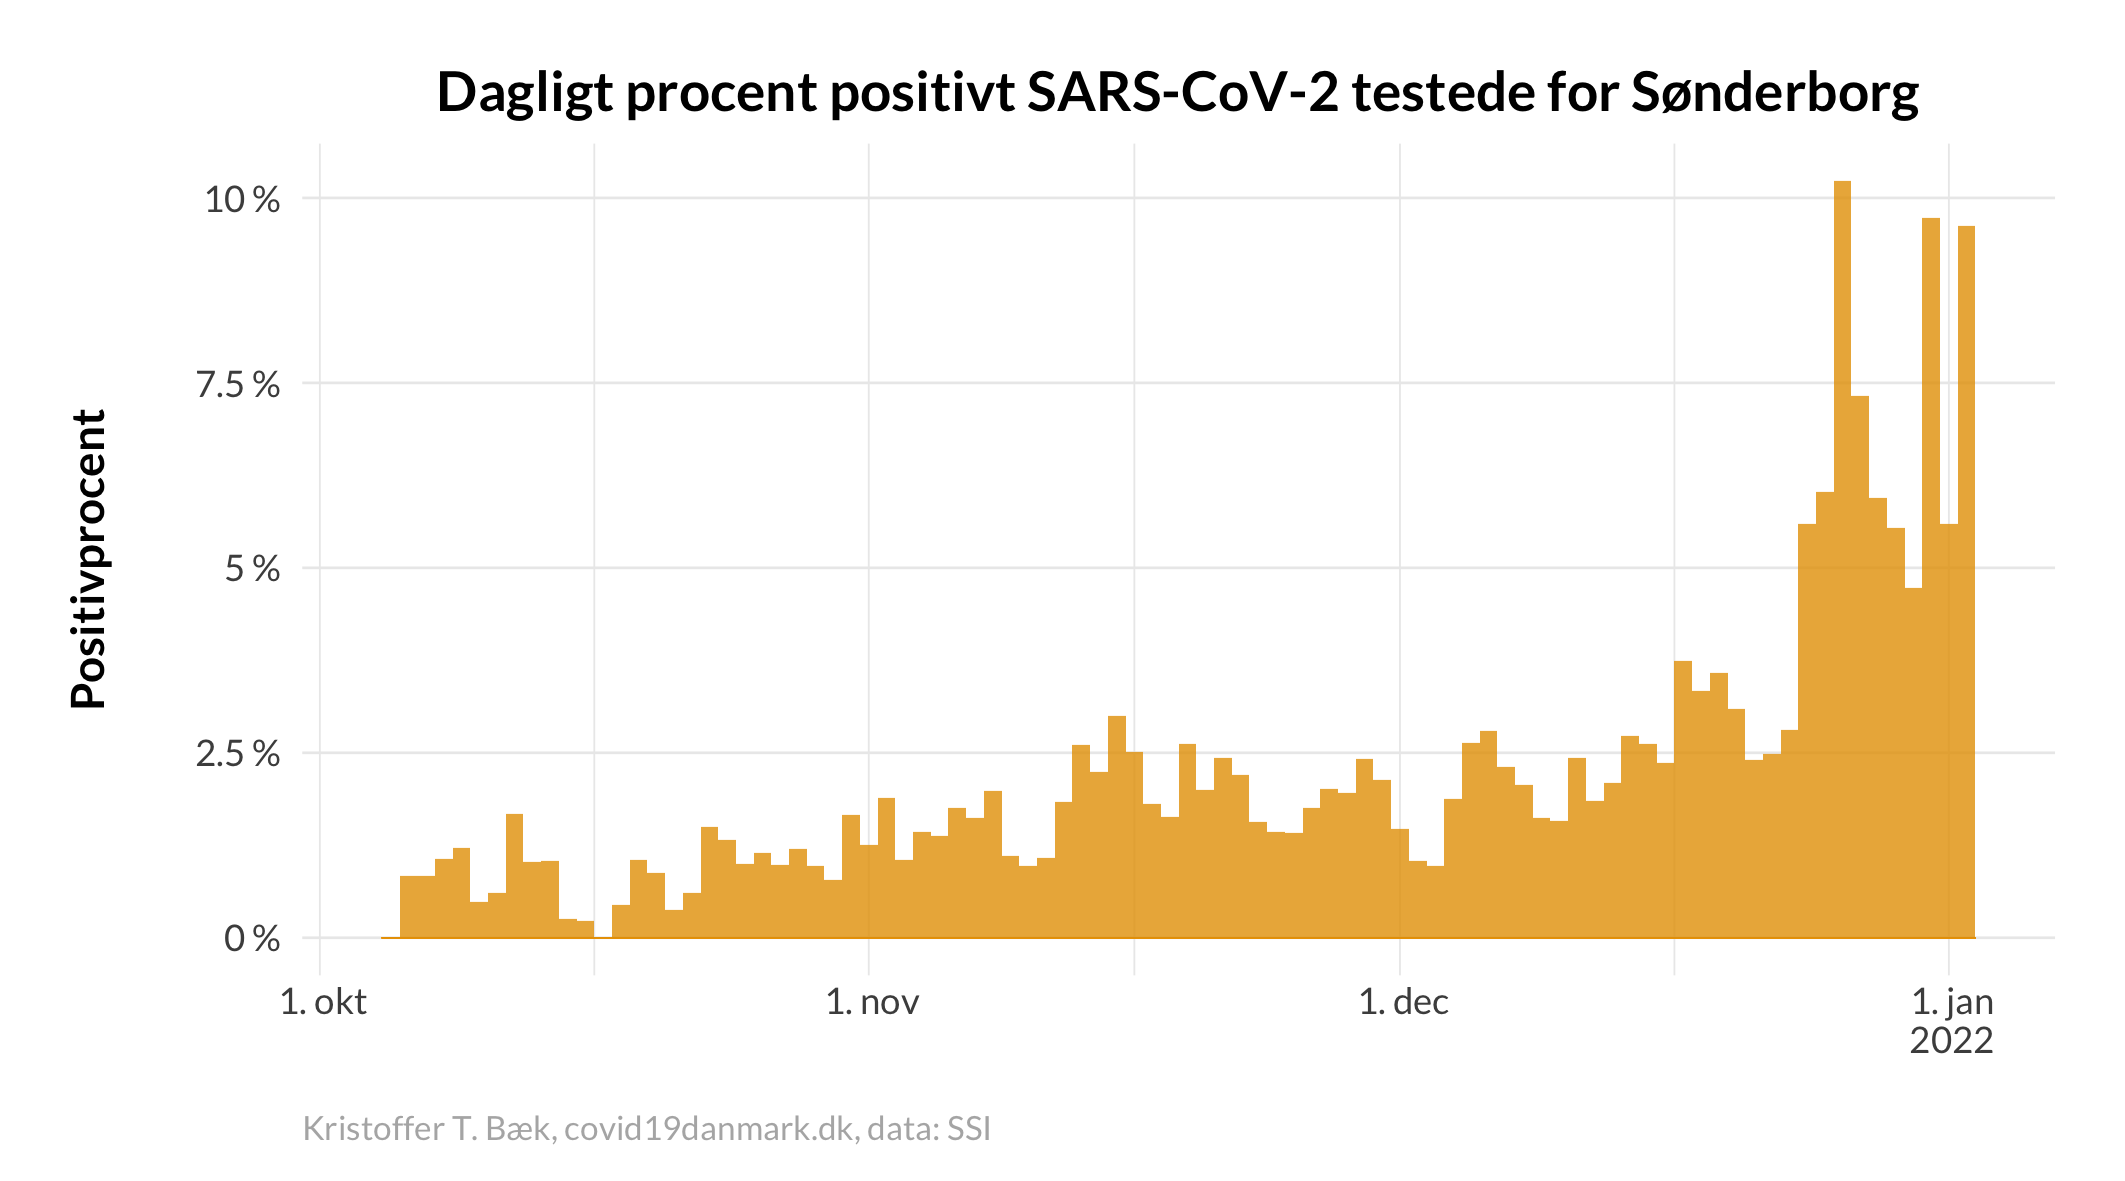 Dagligt procent positivt SARS-CoV-2 testede for Sønderborg
Positivprocent
10 %
7.5 %
5 %
2.5 %
0 %
1. okt
1. nov
1. dec
1. jan
2022
Kristoffer T. Bæk, covid19danmark.dk, data: SSI